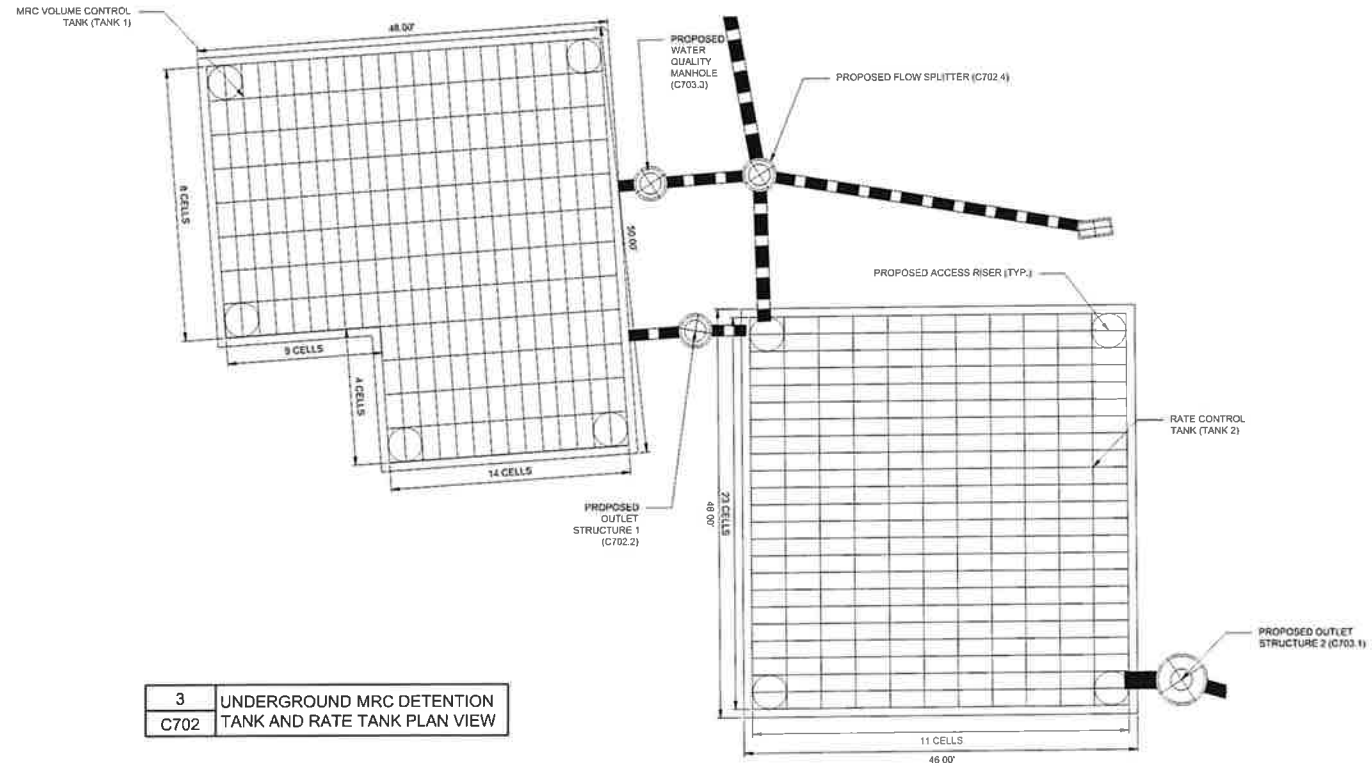 MRC VOLUME CONTROL
TANK (TANK 1)
48.00'
PROPOSED
WATER
QUALITY
MANHOLE
(C703.3)
PROPOSED FLOW SPLITTER (C702.4)
8 CELLS
50.00'
PROPOSED ACCESS RISER (TYP.)
9 CELLS
4 CELLS
14 CELLS
RATE CONTROL
TANK (TANK 2)
PROPOSED
OUTLET
STRUCTURE 1
(C702.2)
23 CELLS
48.00'
PROPOSED OUTLET
STRUCTURE 2 (C703.1)
3
C702
UNDERGROUND MRC DETENTION
TANK AND RATE TANK PLAN VIEW
11 CELLS
46.00'